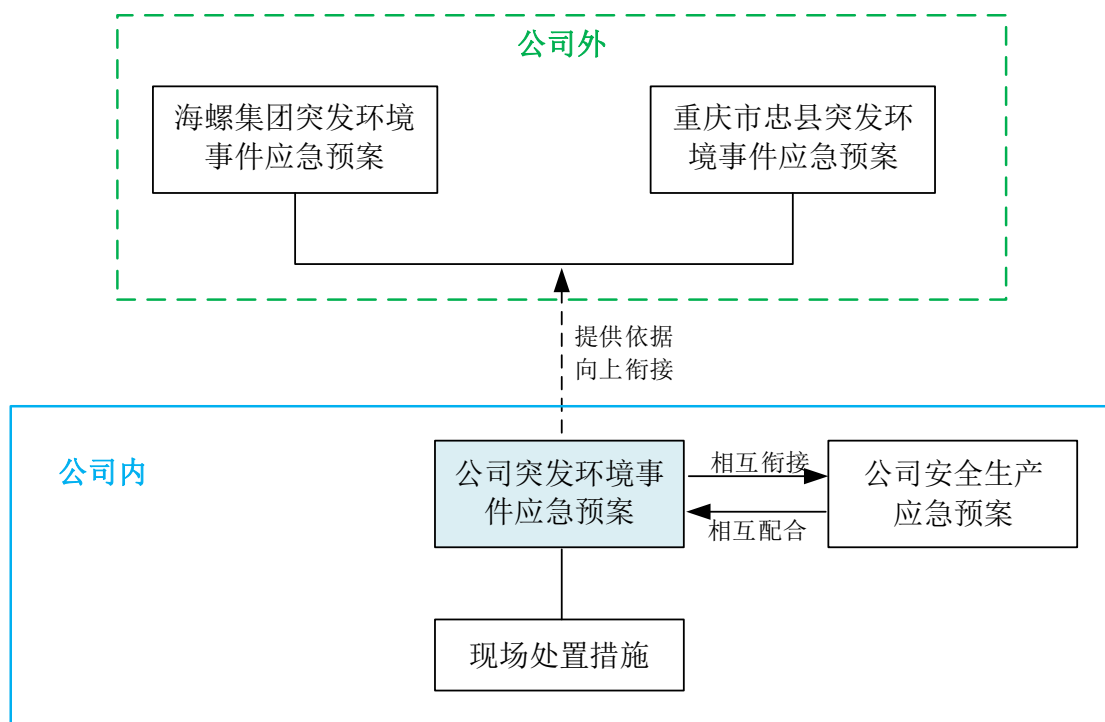 公司外
海螺集团突发环境
事件应急预案
重庆市忠县突发环
境事件应急预案
提供依据
向上衔接
公司内
公司突发环境事
件应急预案
相互衔接
相互配合
公司安全生产
应急预案
现场处置措施